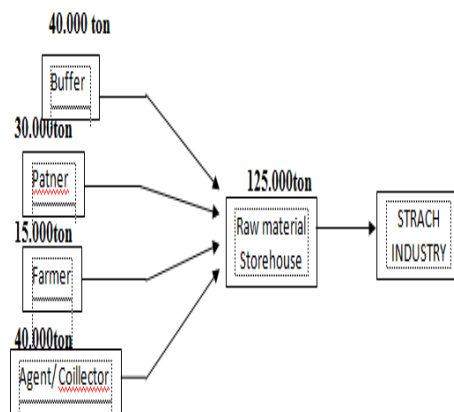 40.000 ton
Buffer
30.000ton
Patner
125.000ton
Raw material
Storehouse
STRACH
INDUSTRY
15.000ton
Farmer
40.000ton
Agent/ Coillector